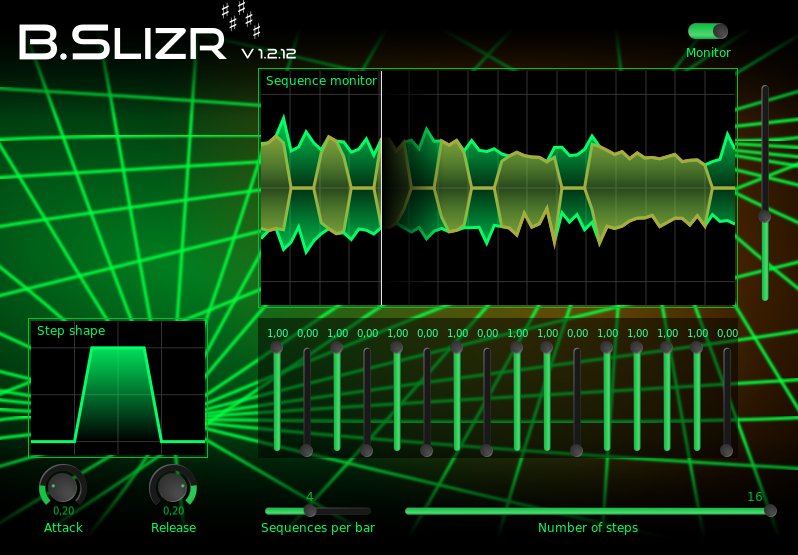 B.SLIZR V 1.2.12
Monitor
Sequence monitor
Step shape
1,00 0,00 1,00 0,00 1,00 0,00 1,00 0,00 1,00 1,00 0,00 1,00 1,00 1,00 1,00 0,00
4
16
0,20
0,20
Attack
Release
Sequences per bar
Number of steps